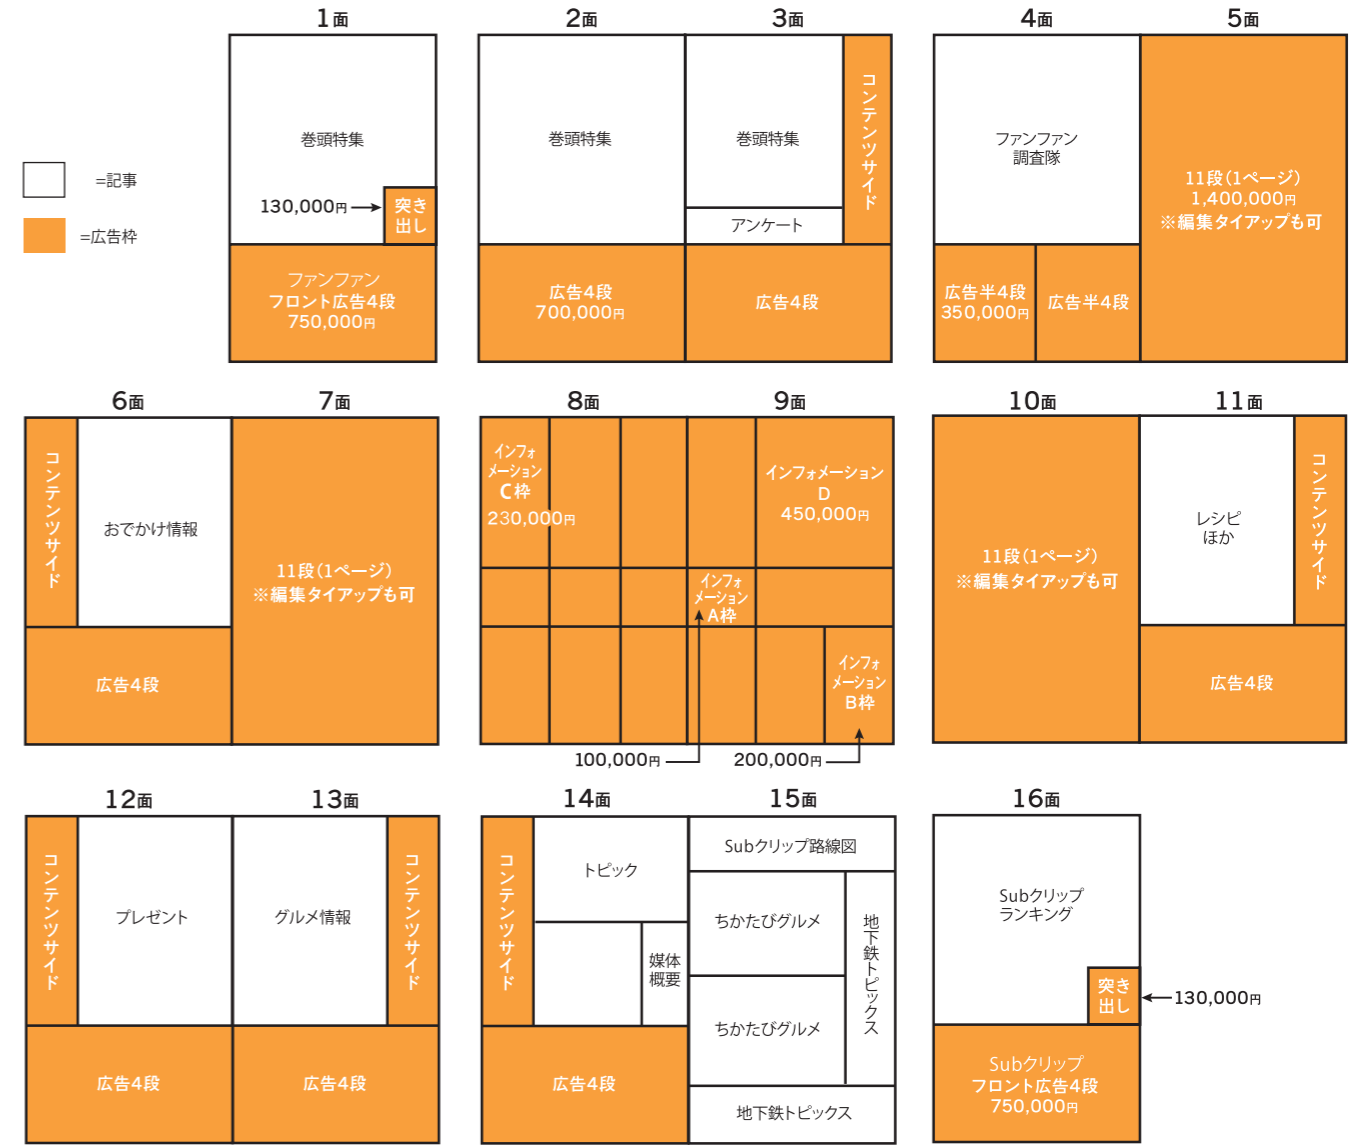 =記事
=広告枠
1面
巻頭特集
130,000円
突き
出し
ファンファン
フロント広告4段
750,000円
2面
3面
巻頭特集
巻頭特集
アンケート
コンテンツサイド
広告4段
700,000円
広告4段
4面
5面
ファンファン
調査隊
広告半4段
350,000円
広告半4段
11段(1ページ)
1,400,000円
※編集タイアップも可
6面
7面
コンテンツサイド
おでかけ情報
広告4段
11段(1ページ)
※編集タイアップも可
8面
9面
インフォ
メーション
C枠
230,000円
インフォメーション
D
450,000円
インフォ
メーション
A枠
インフォ
メーション
B枠
100,000円
200,000円
10面
11面
11段(1ページ)
※編集タイアップも可
レシピ
ほか
コンテンツサイド
広告4段
12面
13面
コンテンツサイド
プレゼント
グルメ情報
コンテンツサイド
広告4段
広告4段
14面
15面
コンテンツサイド
トピック
媒体
概要
広告4段
Subクリップ路線図
ちかたびグルメ
ちかたびグルメ
地下鉄トピックス
地下鉄トピックス
16面
Subクリップ
ランキング
突き
出し
130,000円
Subクリップ
フロント広告4段
750,000円